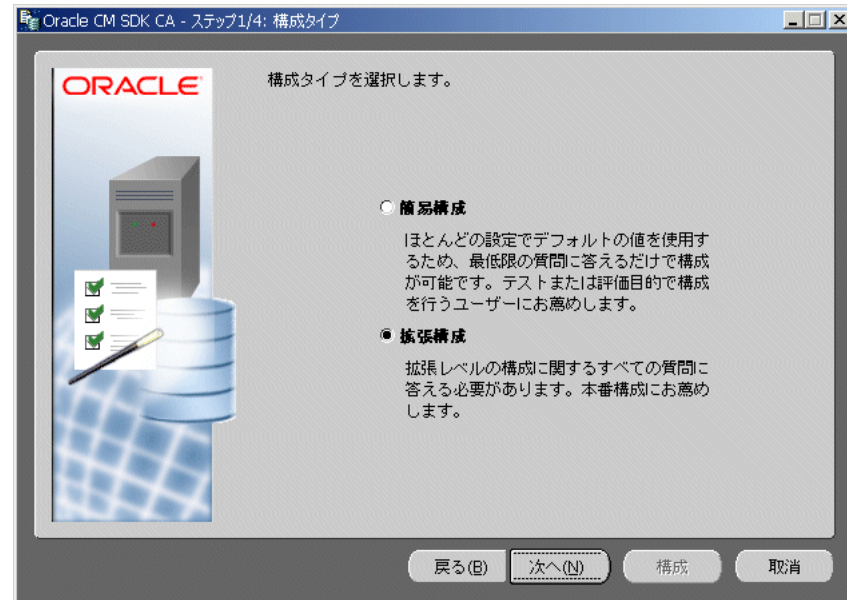 Oracle CM SDK CA - ステップ1/4: 構成タイプ
ORACLE
構成タイプを選択します。
簡易構成
ほとんどの設定でデフォルトの値を使用す
るため、最低限の質問に答えるだけで構成
が可能です。テストまたは評価目的で構成
を行うユーザーにお薦めします。
拡張構成
拡張レベルの構成に関するすべての質問に
答える必要があります。本番構成にお薦め
します。
戻る(B) 次へ(N) 構成 取消